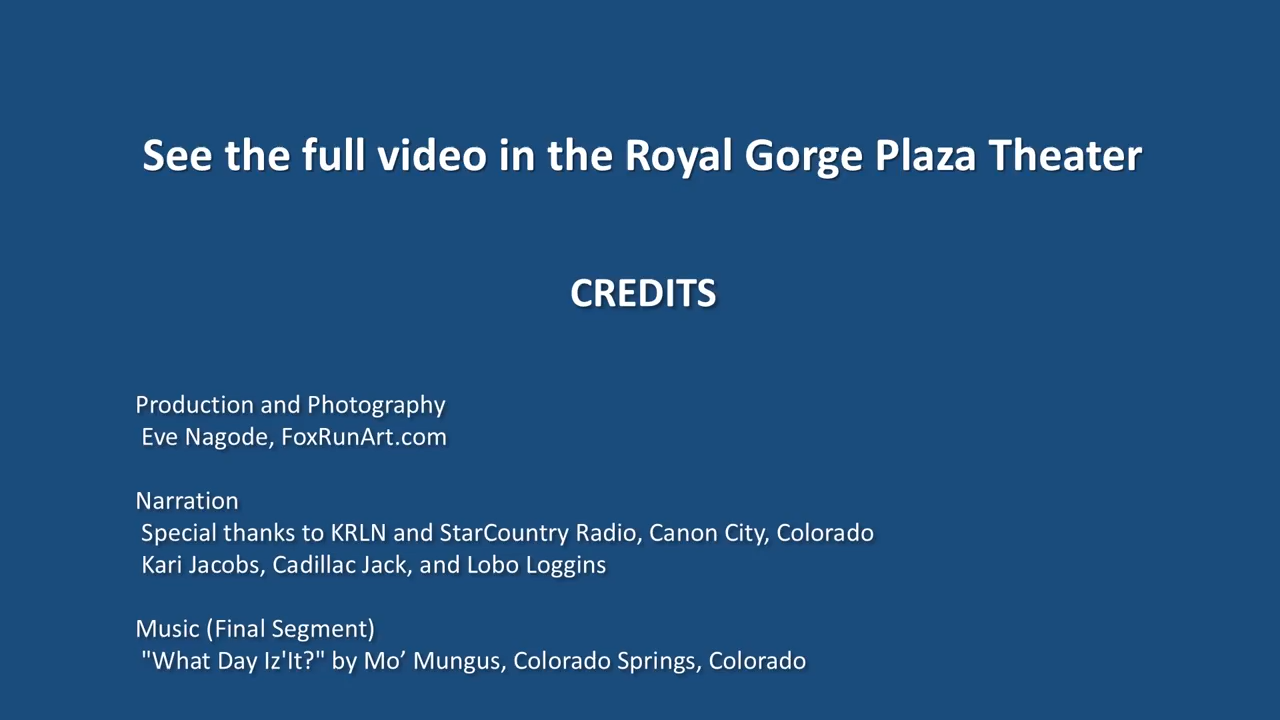 See the full video in the Royal Gorge Plaza Theater
CREDITS
Production and Photography
Eve Nagode, FoxRunArt.com
Narration
Special thanks to KRLN and StarCountry Radio, Canon City, Colorado
Kari Jacobs, Cadillac Jack, and Lobo Loggins
Music (Final Segment)
"What Day Iz'It?" by Mo’ Mungus, Colorado Springs, Colorado